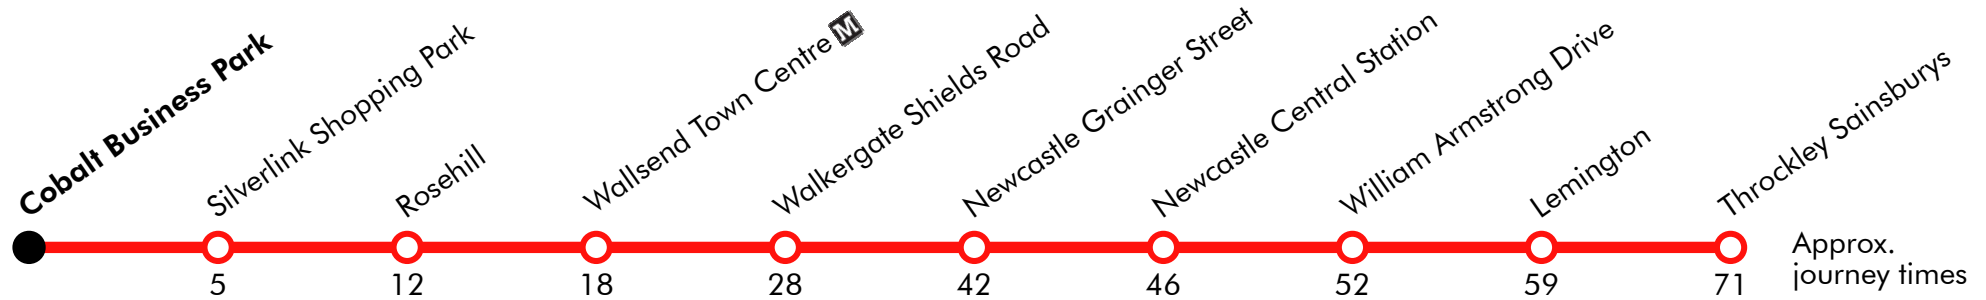 Cobalt Business Park
Silverlink Shopping Park
Rosehill
Wallsend Town Centre M
Walkergate Shields Road
Newcastle Grainger Street
Newcastle Central Station
William Armstrong Drive
Lemington
Throckley Sainsburys
5
12
18
28
42
46
52
59
71
Approx.
journey times